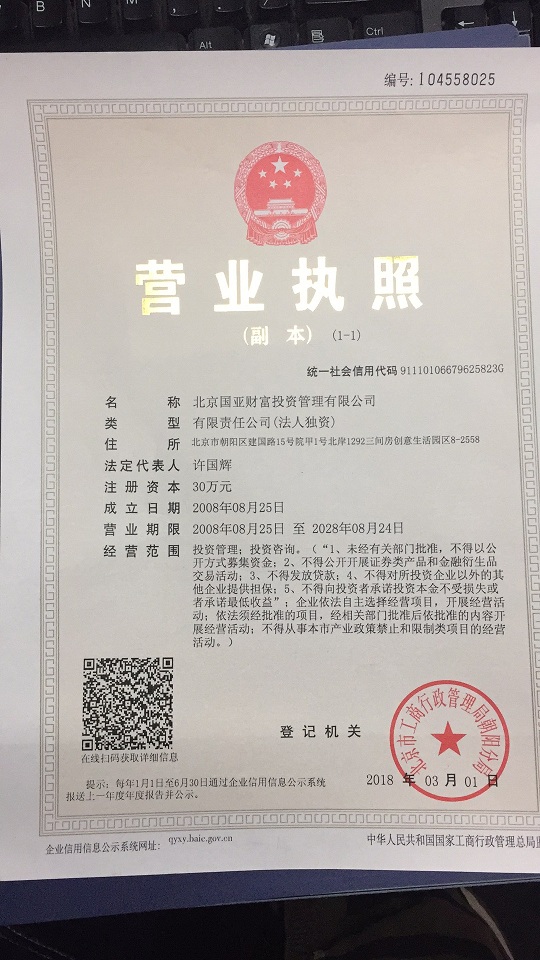 B
N
M
Alt
Ctrl
编号: 104558025
营业执照
(副 本) (1-1)
统一社会信用代码 91110106679625823G
名 称 北京国亚财富投资管理有限公司
类 型 有限责任公司(法人独资)
住 所 北京市朝阳区建国路15号院甲1号北岸1292三间房创意生活园区8-2558
法定代表人 许国辉
注册资本 30万元
成立日期 2008年08月25日
营业期限 2008年08月25日 至 2028年08月24日
经营范围 投资管理；投资咨询。（“1、未经有关部门批准，不得以公
开方式募集资金；2、不得公开开展证券类产品和金融衍生品
交易活动；3、不得发放贷款；4、不得对所投资企业以外的其
他企业提供担保；5、不得向投资者承诺投资本金不受损失或
者承诺最低收益”；企业依法自主选择经营项目，开展经营活
动；依法须经批准的项目，经相关部门批准后依批准的内容开
展经营活动；不得从事本市产业政策禁止和限制类项目的经营
活动。）
在线扫码获取详细信息
登记机关
北京市工商行政管理局朝阳分局
2018 年 03 月 01 日
提示：每年1月1日至6月30日通过企业信用信息公示系统
报送上一年度年度报告并公示。
企业信用信息公示系统网址： qyxy.baic.gov.cn
中华人民共和国国家工商行政管理总局监